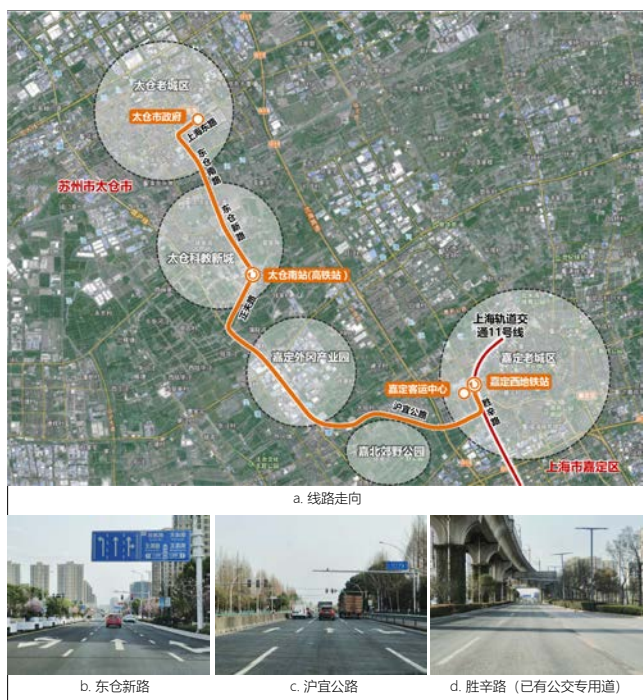 太仓老城区
太仓市政府
上海东路
东仓南路
苏州市太仓市
东仓新路
太仓科教新城
太仓南站(高铁站)
上海轨道交
通11号线
嘉定外冈产业园
嘉定老城区
嘉定西地铁站
嘉定客运中心
胜辛路
沪宜公路
嘉北郊野公园
上海市嘉定区
a. 线路走向
b. 东仓新路
c. 沪宜公路
d. 胜辛路（已有公交专用道）